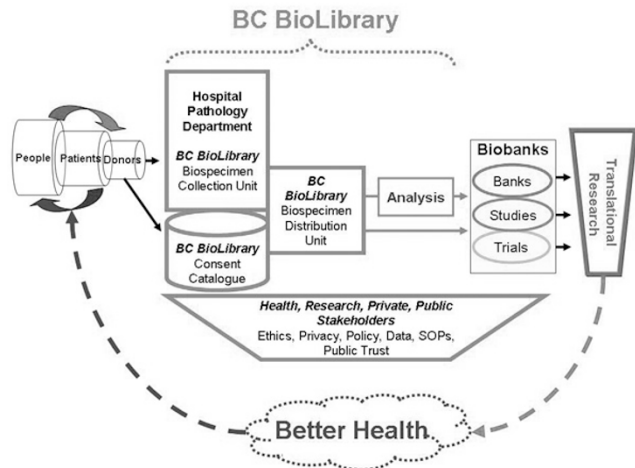 BC BioLibrary
People
Patients
Donors
Hospital
Pathology
Department
BC BioLibrary
Biospecimen
Collection Unit
BC BioLibrary
Consent
Catalogue
BC
BioLibrary
Biospecimen
Distribution
Unit
Analysis
Biobanks
Banks
Studies
Trials
Translational
Research
Health, Research, Private, Public
Stakeholders
Ethics, Privacy, Policy, Data, SOPs,
Public Trust
Better Health